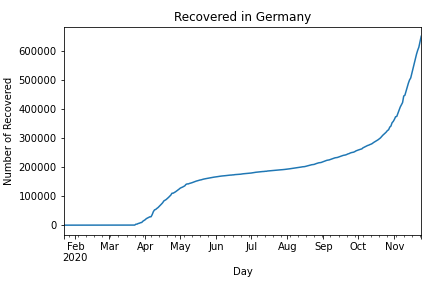 Recovered in Germany
Number of Recovered
600000
500000
400000
300000
200000
100000
0
Feb Mar Apr May Jun Jul Aug Sep Oct Nov
2020
Day